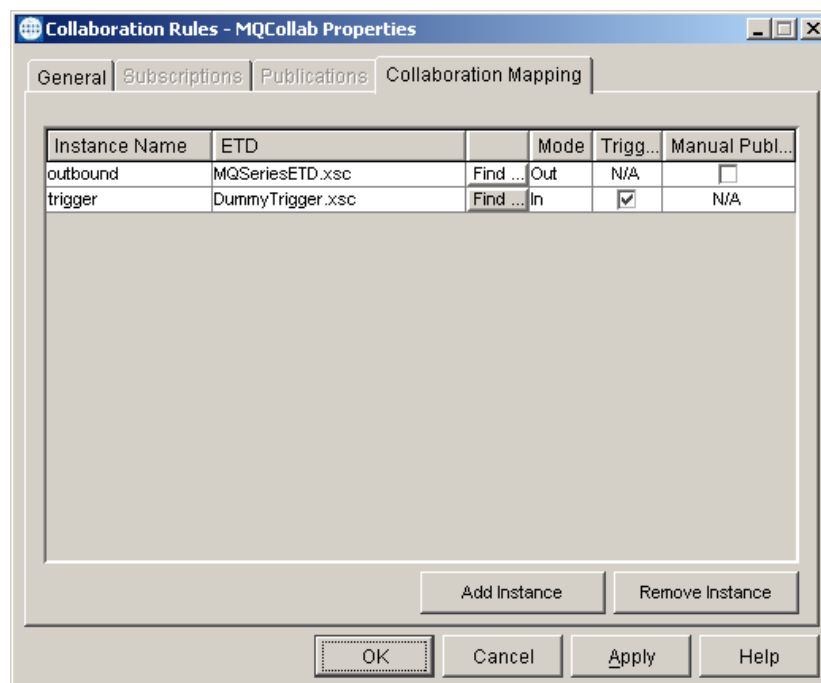 Collaboration Rules - MQCollab Properties
General Subscriptions Publications Collaboration Mapping
Instance Name ETD Mode Trigg... Manual Publ...
outbound MQSeriesETD.xsc Find ... Out N/A
trigger DummyTrigger.xsc Find ... In N/A
Add Instance Remove Instance
OK Cancel Apply Help